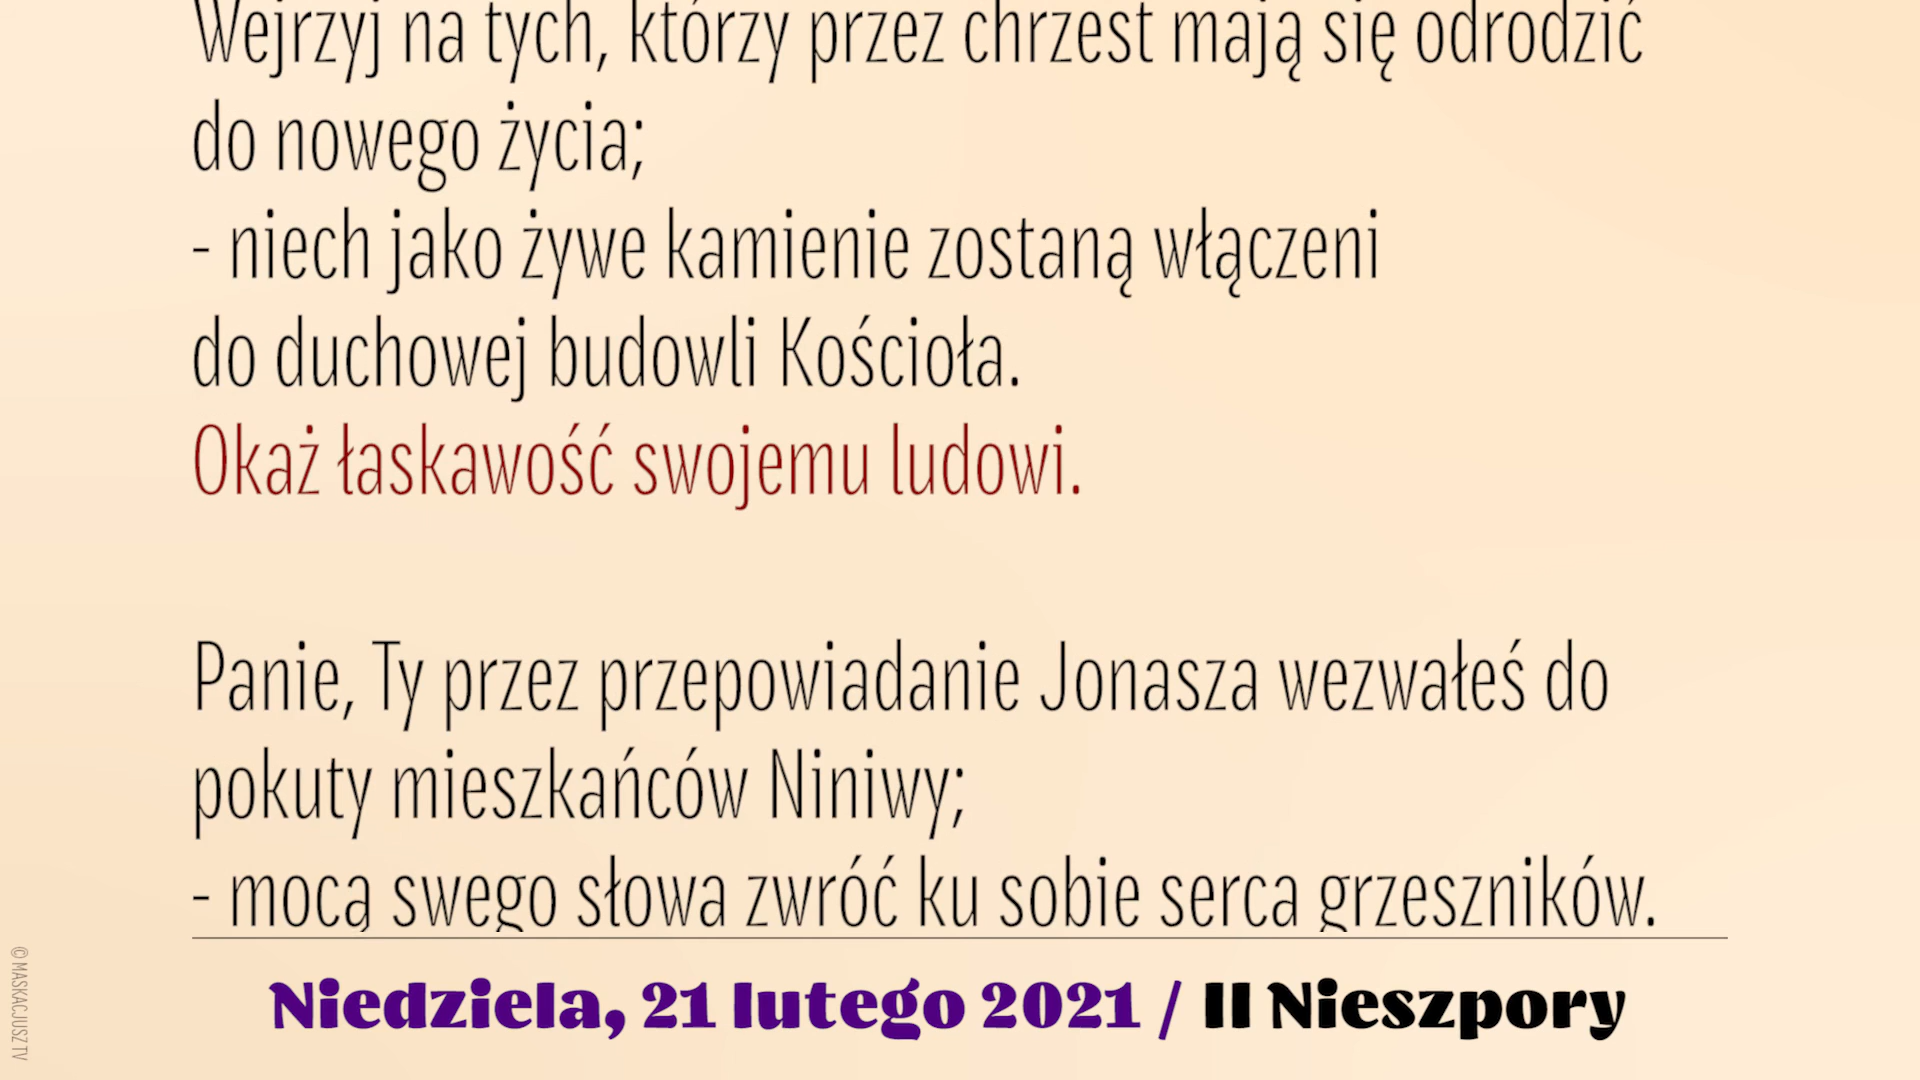 Wejrzyj na tych, którzy przez chrzest mają się odrodzić
do nowego życia;
- niech jako żywe kamienie zostaną włączeni
do duchowej budowli Kościoła.
Okaż łaskawość swojemu ludowi.
Panie, Ty przez przepowiadanie Jonasza wezwałeś do
pokuty mieszkańców Niniwy;
- mocą swego słowa zwróć ku sobie serca grzeszników.
Niedziela, 21 lutego 2021 / II Nieszpory
© MASKACJUSZ TV